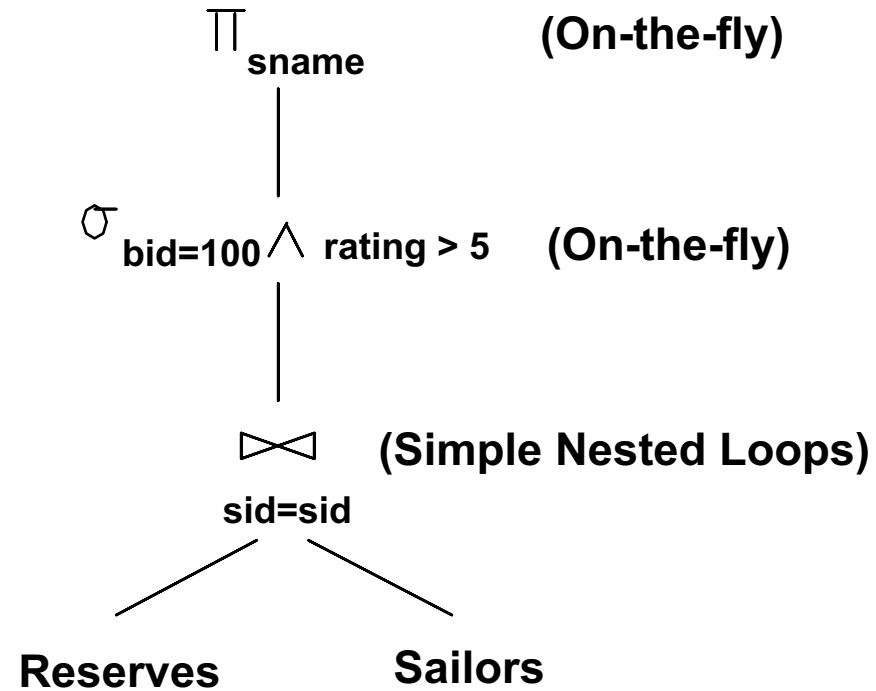 π sname (On-the-fly)
σ bid=100 ∧ rating > 5 (On-the-fly)
⋈ (Simple Nested Loops)
sid=sid
Reserves Sailors